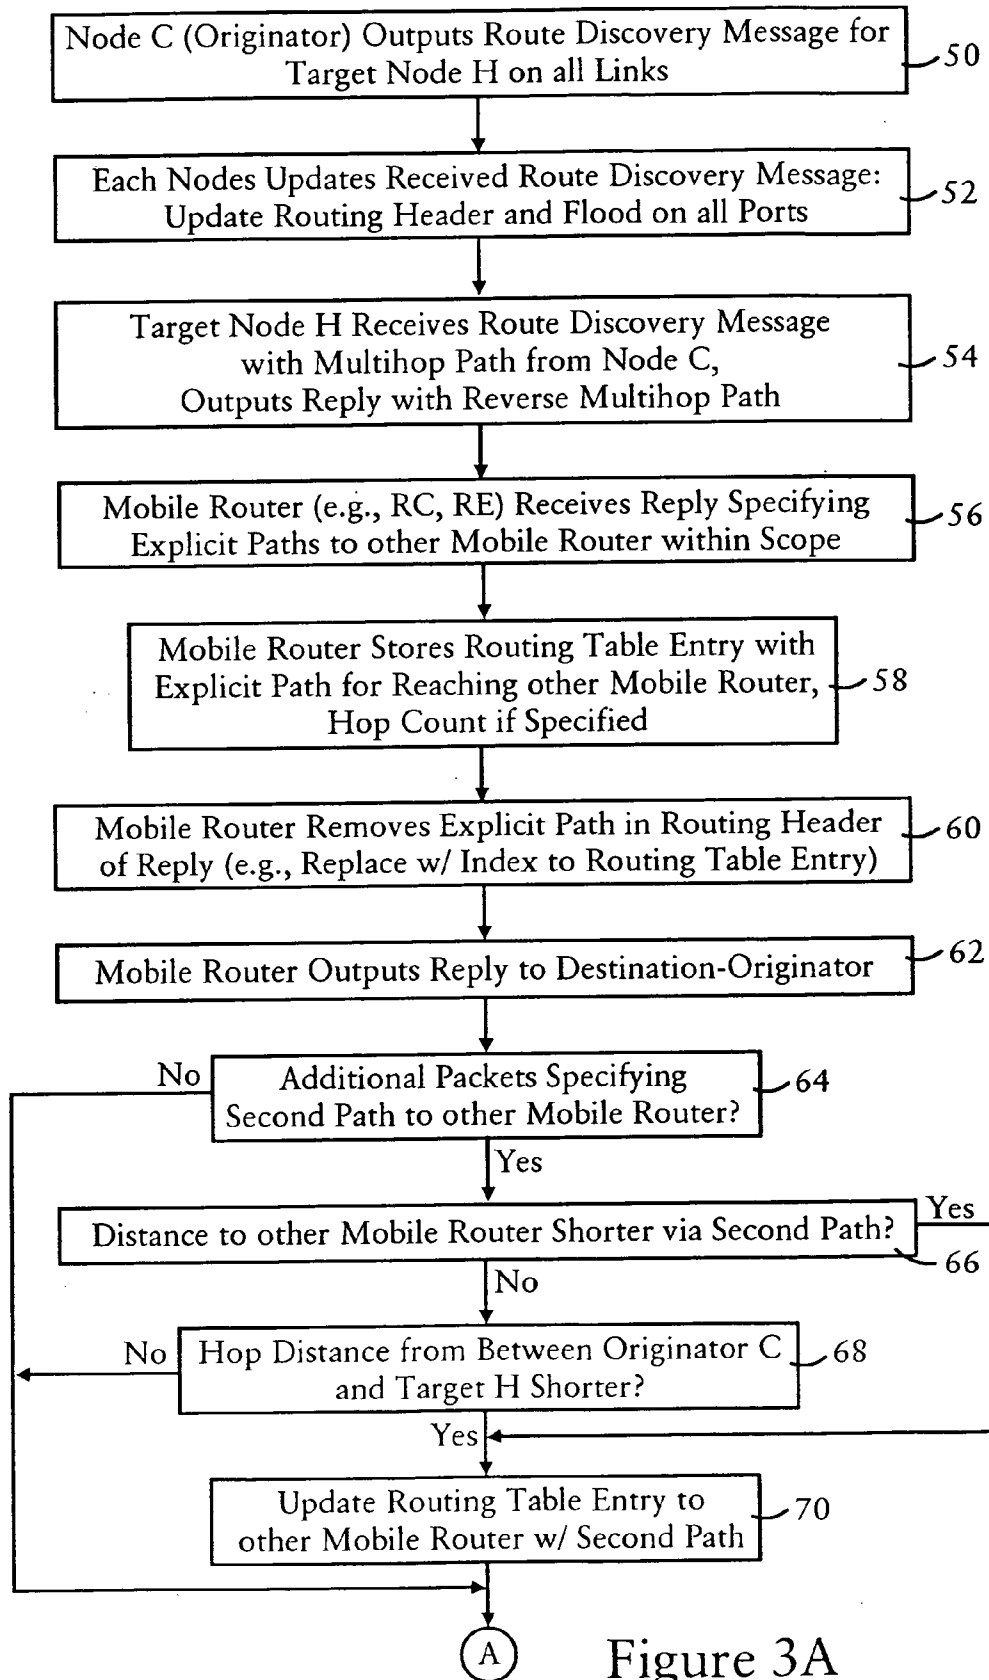 Node C (Originator) Outputs Route Discovery Message for
Target Node H on all Links
50
Each Nodes Updates Received Route Discovery Message:
Update Routing Header and Flood on all Ports
52
Target Node H Receives Route Discovery Message
with Multihop Path from Node C,
Outputs Reply with Reverse Multihop Path
54
Mobile Router (e.g., RC, RE) Receives Reply Specifying
Explicit Paths to other Mobile Router within Scope
56
Mobile Router Stores Routing Table Entry with
Explicit Path for Reaching other Mobile Router,
Hop Count if Specified
58
Mobile Router Removes Explicit Path in Routing Header
of Reply (e.g., Replace w/ Index to Routing Table Entry)
60
Mobile Router Outputs Reply to Destination-Originator
62
No
Additional Packets Specifying
Second Path to other Mobile Router?
64
Yes
Distance to other Mobile Router Shorter via Second Path?
Yes
66
No
No
Hop Distance from Between Originator C
and Target H Shorter?
68
Yes
Update Routing Table Entry to
other Mobile Router w/ Second Path
70
A
Figure 3A